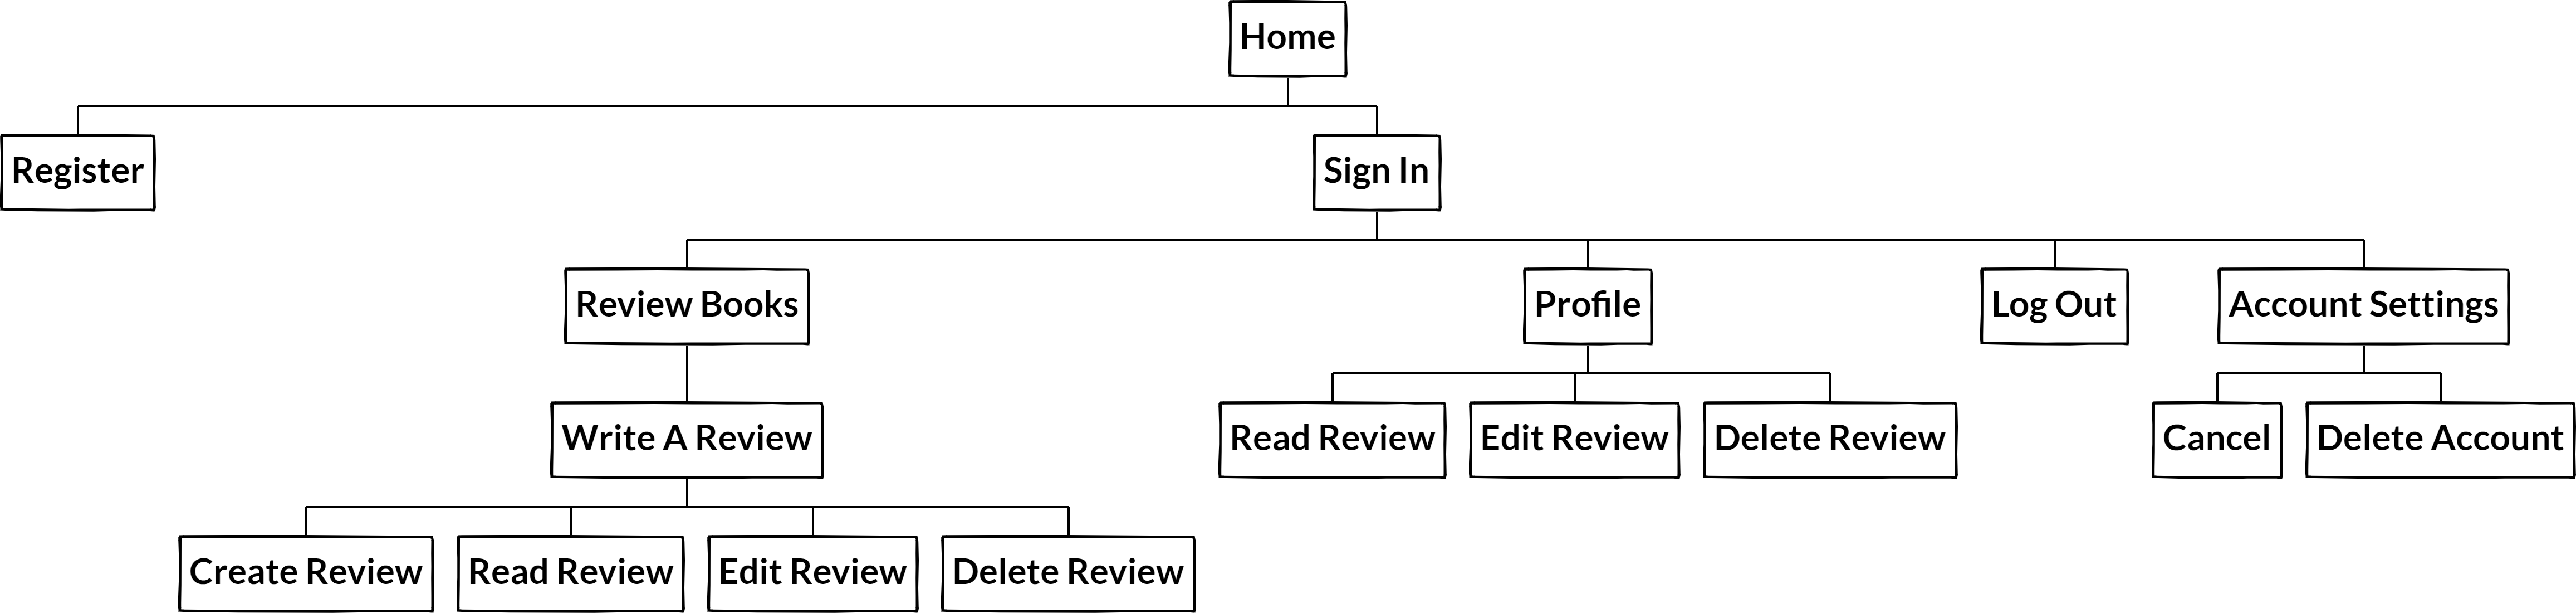 Home
Register
Sign In
Review Books
Profile
Log Out
Account Settings
Write A Review
Read Review
Edit Review
Delete Review
Cancel
Delete Account
Create Review
Read Review
Edit Review
Delete Review